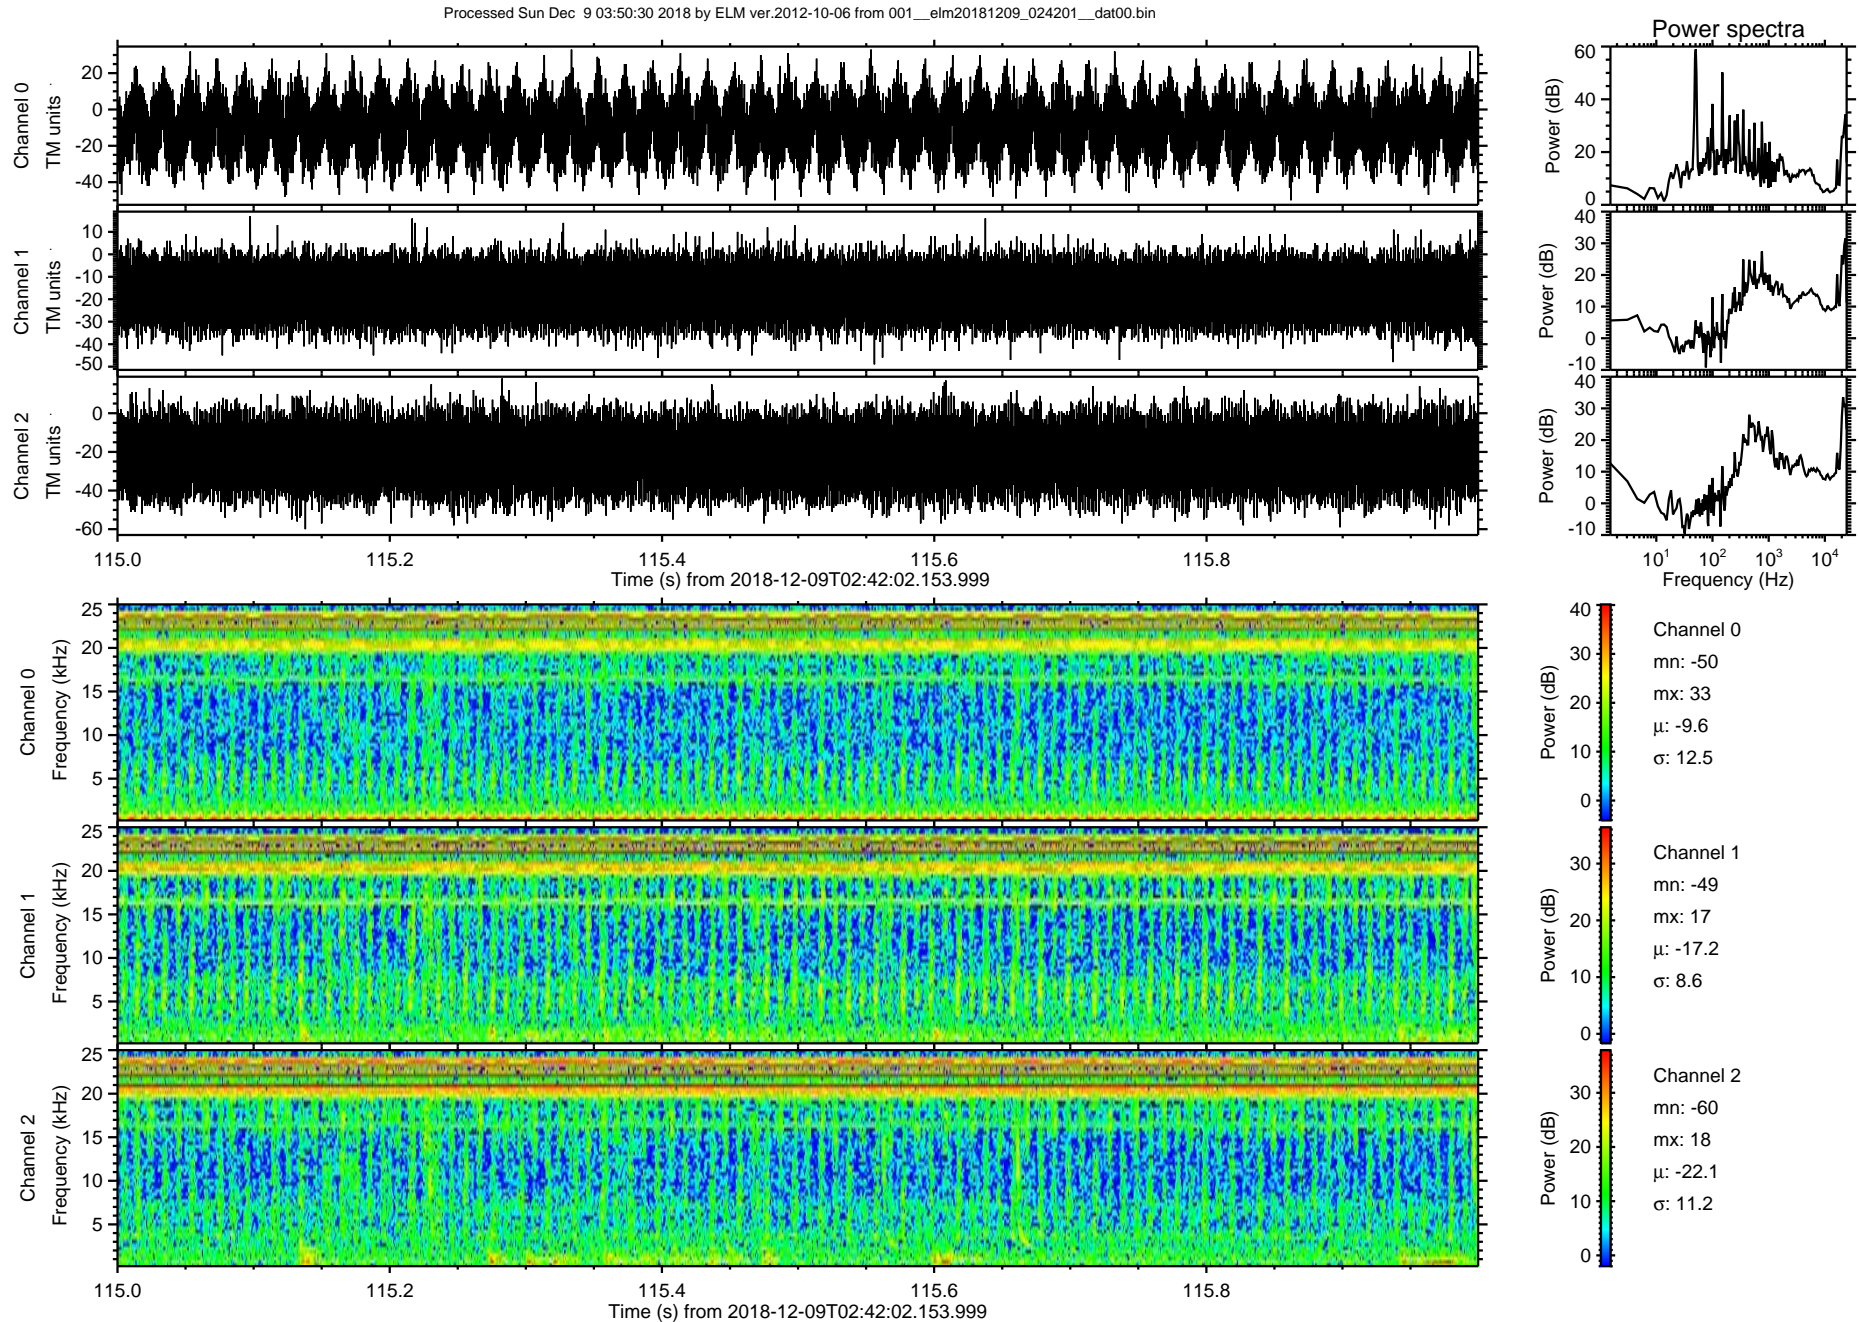 Processed Sun Dec  9 03:50:30 2018 by ELM ver.2012-10-06 from 001__elm20181209_024201__dat00.bin
Power spectra
Channel 0
TM units
20
0
-20
-40
Power (dB)
60
40
20
0
Channel 1
TM units
10
0
-10
-20
-30
-40
-50
Power (dB)
40
30
20
10
0
-10
Channel 2
TM units
0
-20
-40
-60
Power (dB)
40
30
20
10
0
-10
115.0 115.2 115.4 115.6 115.8
Time (s) from 2018-12-09T02:42:02.153.999
10¹ 10² 10³ 10⁴
Frequency (Hz)
Channel 0
Frequency (kHz)
25
20
15
10
5
Power (dB)
40
30
20
10
0
Channel 0
mn: -50
mx: 33
μ: -9.6
σ: 12.5
Channel 1
Frequency (kHz)
25
20
15
10
5
Power (dB)
30
20
10
0
Channel 1
mn: -49
mx: 17
μ: -17.2
σ: 8.6
Channel 2
Frequency (kHz)
25
20
15
10
5
Power (dB)
30
20
10
0
Channel 2
mn: -60
mx: 18
μ: -22.1
σ: 11.2
115.0 115.2 115.4 115.6 115.8
Time (s) from 2018-12-09T02:42:02.153.999